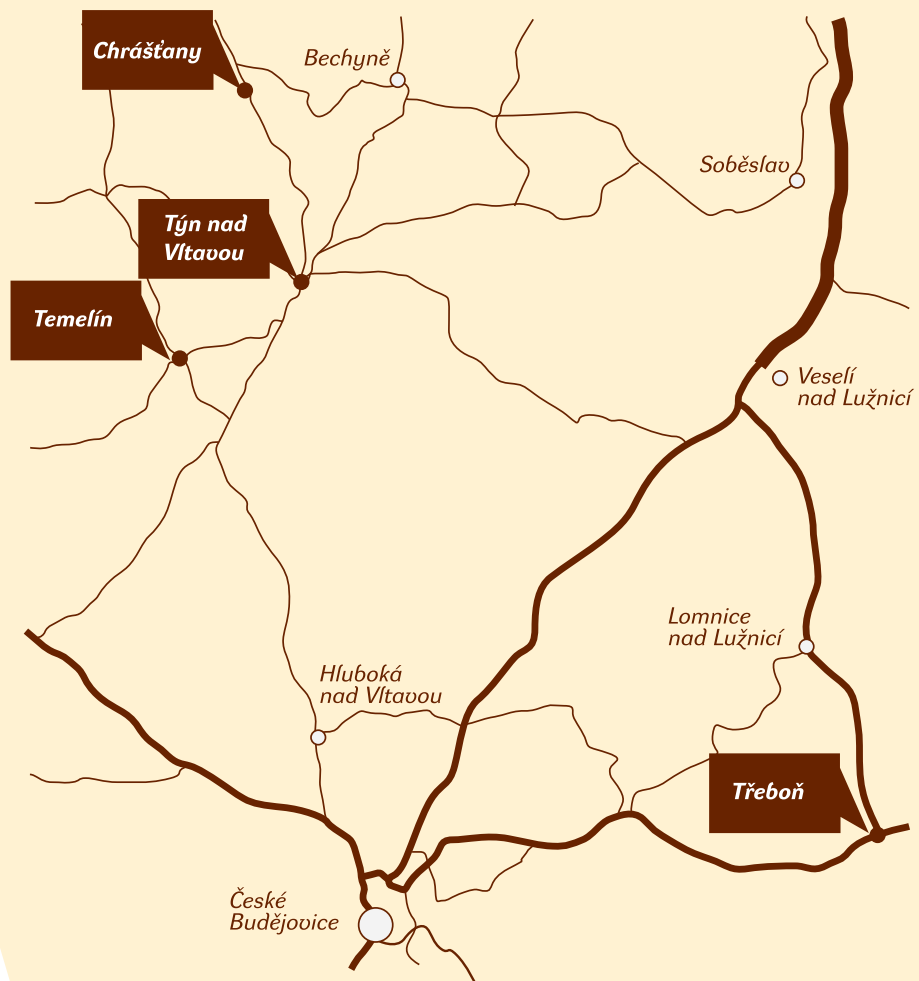 Chrášťany
Bechyně
Soběslav
Týn nad
Vltavou
Temelín
Veselí
nad Lužnicí
Lomnice
nad Lužnicí
Hluboká
nad Vltavou
Třeboň
České
Budějovice